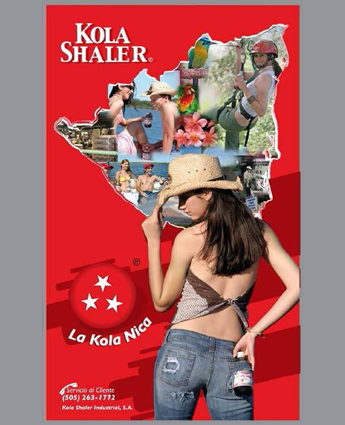 KOLA
SHALER®
®
La Kola Nica
Servicio al Cliente
(505) 263-1772
Kola Shaler Industrial, S.A.